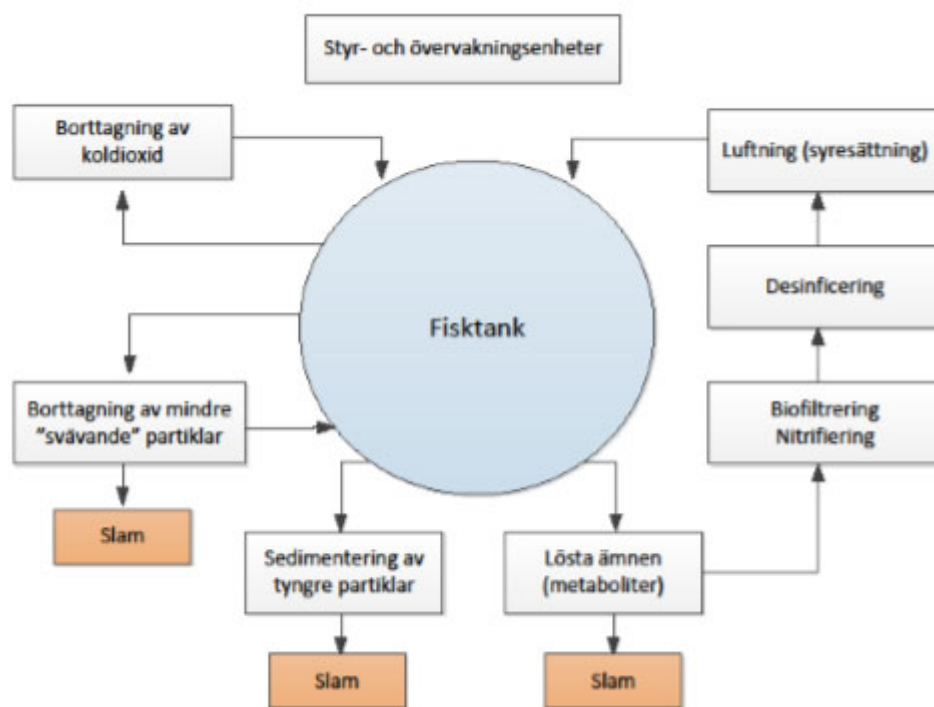 Styr- och övervakningsenheter
Borttagning av
koldioxid
Luftning (syresättning)
Desinficering
Fisktank
Borttagning av mindre
"svävande" partiklar
Biofiltrering
Nitrifiering
Slam
Sedimentering av
tyngre partiklar
Lösta ämnen
(metaboliter)
Slam
Slam